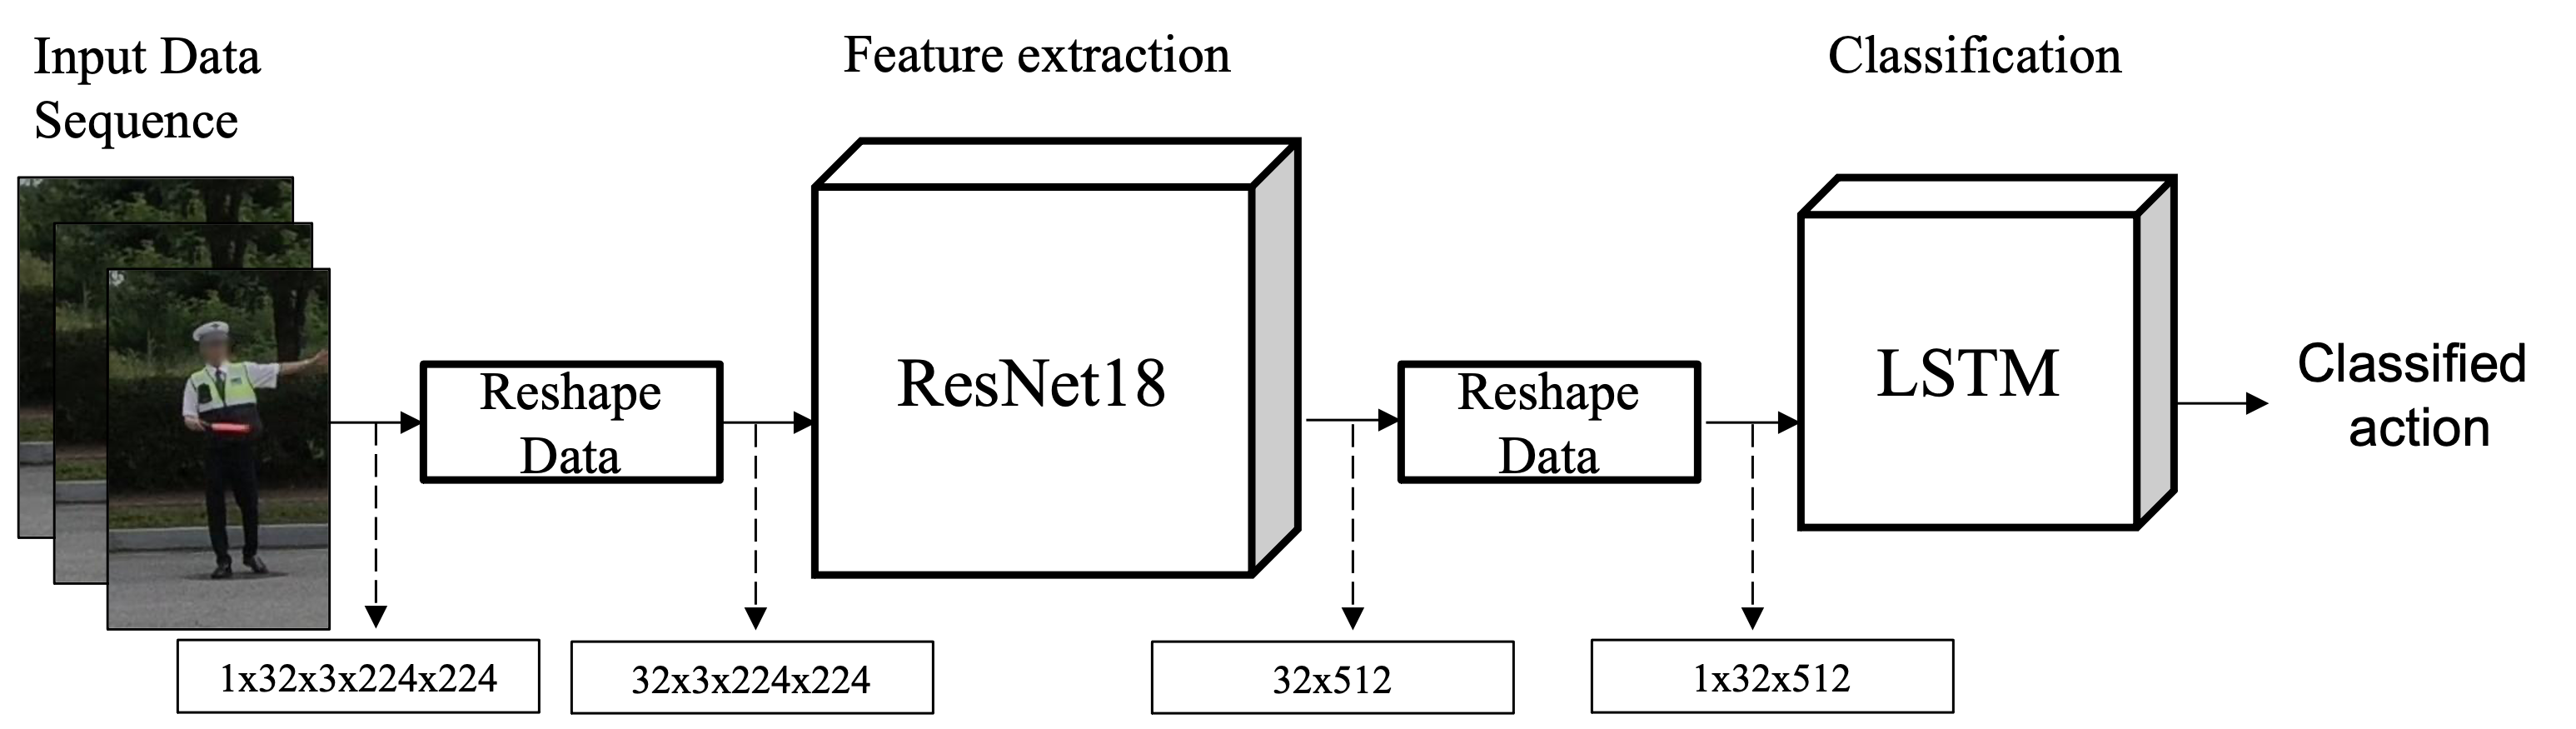 Input Data
Sequence
Feature extraction
Classification
Reshape
Data
ResNet18
Reshape
Data
LSTM
Classified
action
1x32x3x224x224
32x3x224x224
32x512
1x32x512